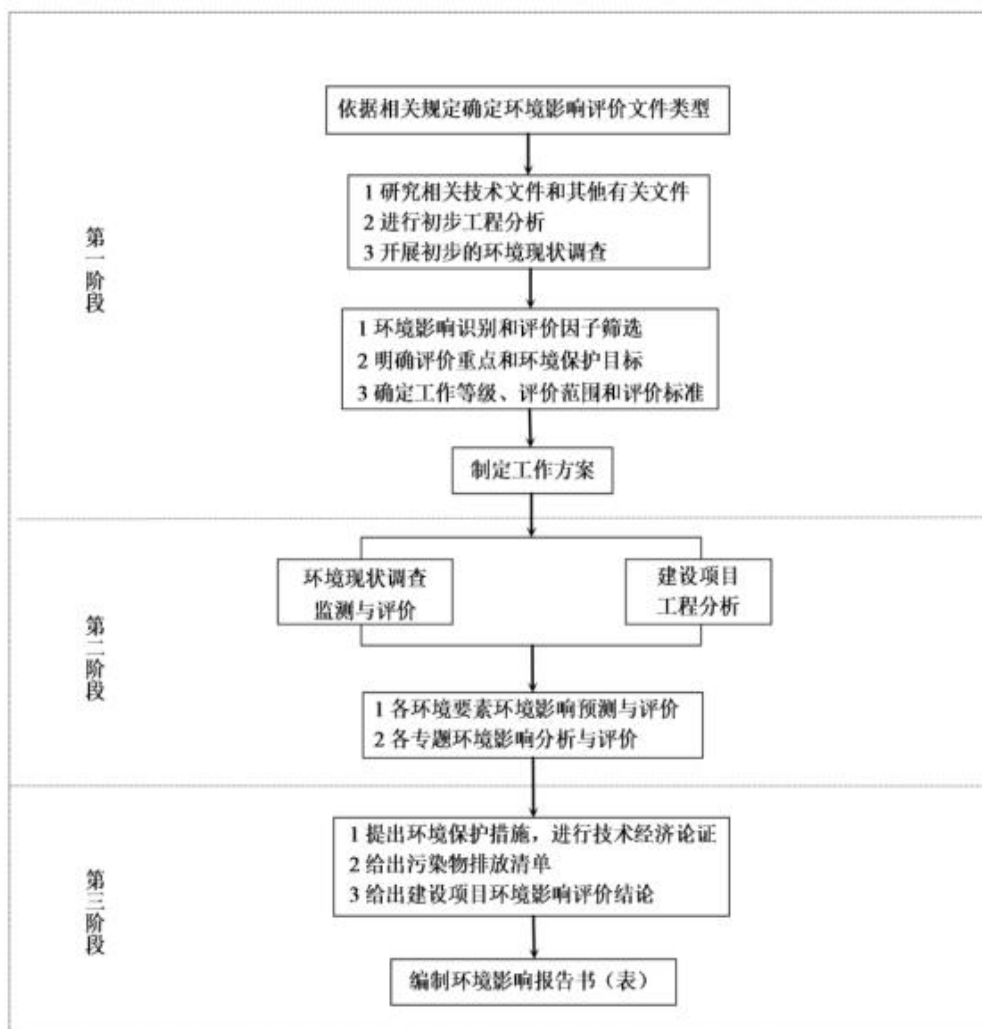 依据相关规定确定环境影响评价文件类型
1 研究相关技术文件和其他有关文件
2 进行初步工程分析
3 开展初步的环境现状调查
第一阶段
1 环境影响识别和评价因子筛选
2 明确评价重点和环境保护目标
3 确定工作等级、评价范围和评价标准
制定工作方案
第二阶段
环境现状调查
监测与评价
建设项目
工程分析
1 各环境要素环境影响预测与评价
2 各专题环境影响分析与评价
第三阶段
1 提出环境保护措施，进行技术经济论证
2 给出污染物排放清单
3 给出建设项目环境影响评价结论
编制环境影响报告书（表）